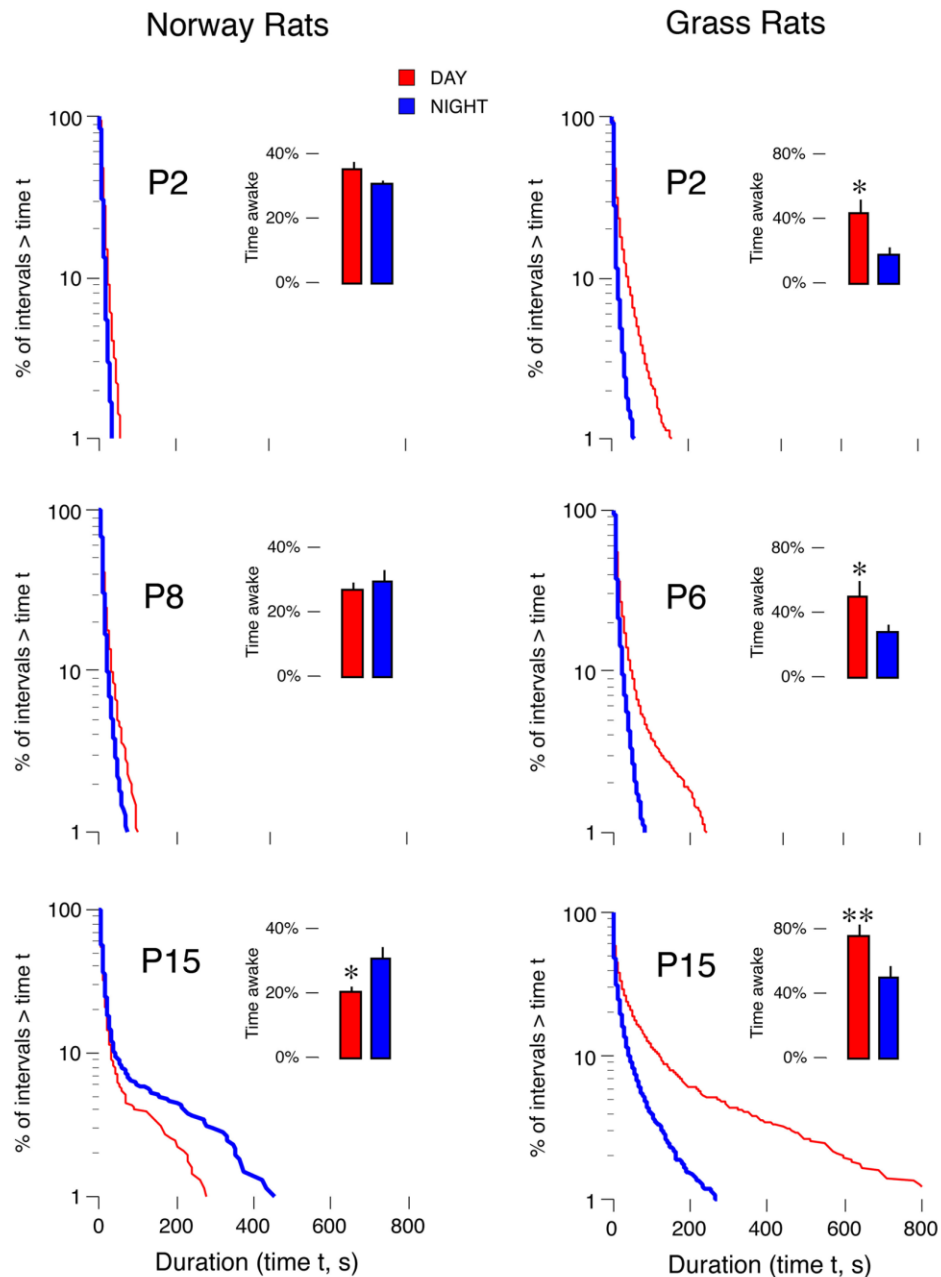 Norway Rats
Grass Rats
DAY
NIGHT
% of intervals > time t
100
10
1
P2
Time awake
40%
20%
0%
% of intervals > time t
100
10
1
P2
Time awake
80%
40%
0%
*
% of intervals > time t
100
10
1
P8
Time awake
40%
20%
0%
% of intervals > time t
100
10
1
P6
Time awake
80%
40%
0%
*
% of intervals > time t
100
10
1
P15
Time awake
40%
20%
0%
*
0 200 400 600 800
Duration (time t, s)
% of intervals > time t
100
10
1
P15
Time awake
80%
40%
0%
**
0 200 400 600 800
Duration (time t, s)